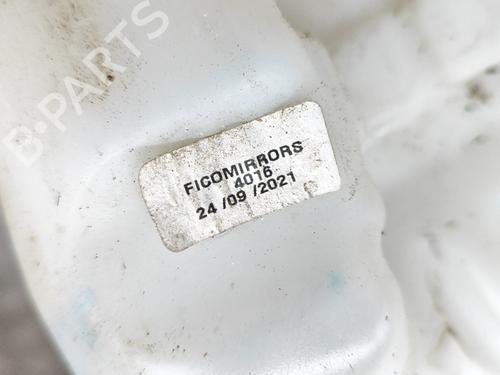 B-PARTS
FICOMIRRORS
4016
24 /09 /2021